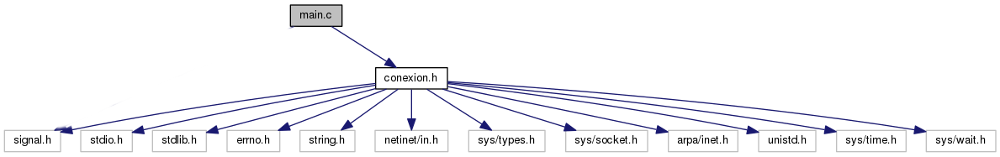 main.c
conexion.h
signal.h
stdio.h
stdlib.h
errno.h
string.h
netinet/in.h
sys/types.h
sys/socket.h
arpa/inet.h
unistd.h
sys/time.h
sys/wait.h